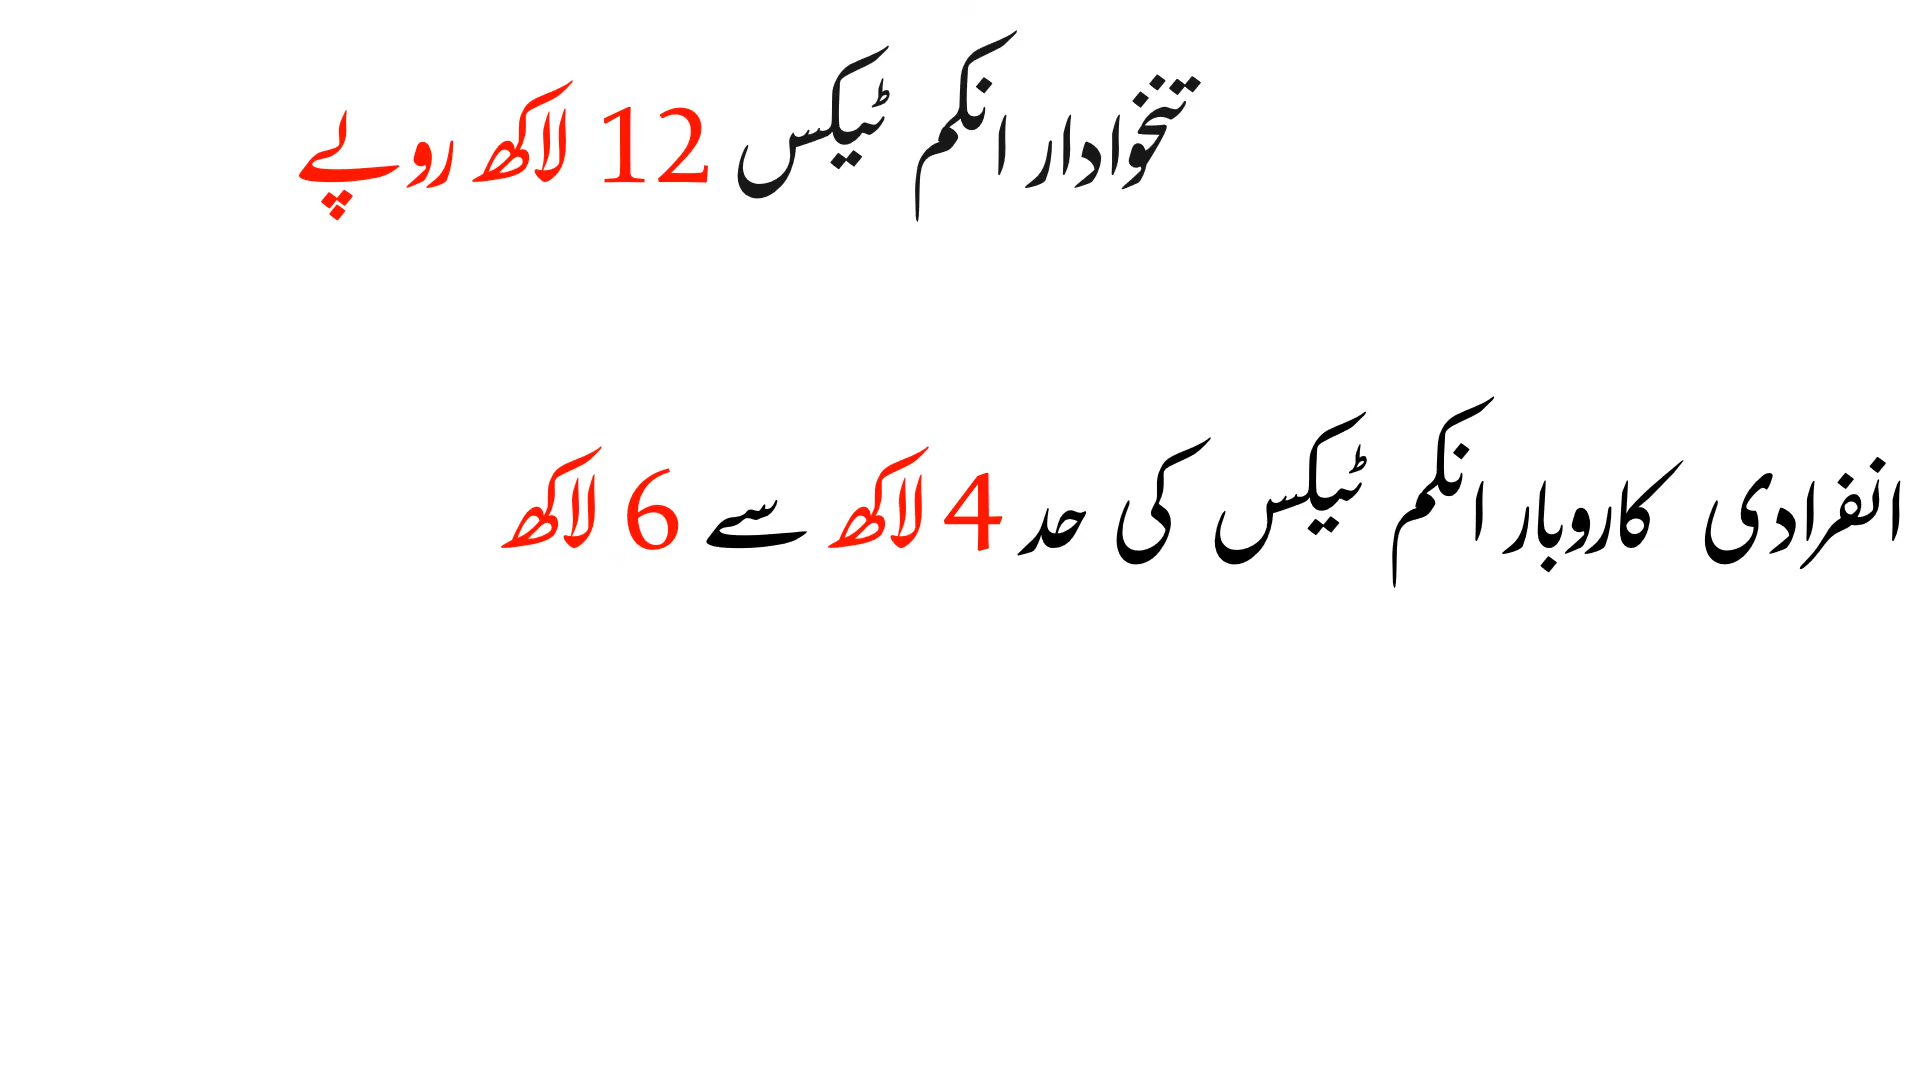 تنخوادار انکم ٹیکس 12 لاکھ روپے
انفرادی کاروبار انکم ٹیکس کی حد 4 لاکھ سے 6 لاکھ